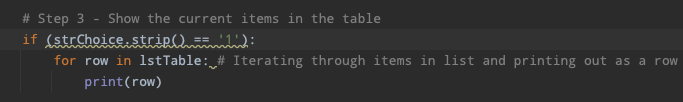 # Step 3 - Show the current items in the table
if (strChoice.strip() == '1'):
    for row in lstTable: # Iterating through items in list and printing out as a row
        print(row)